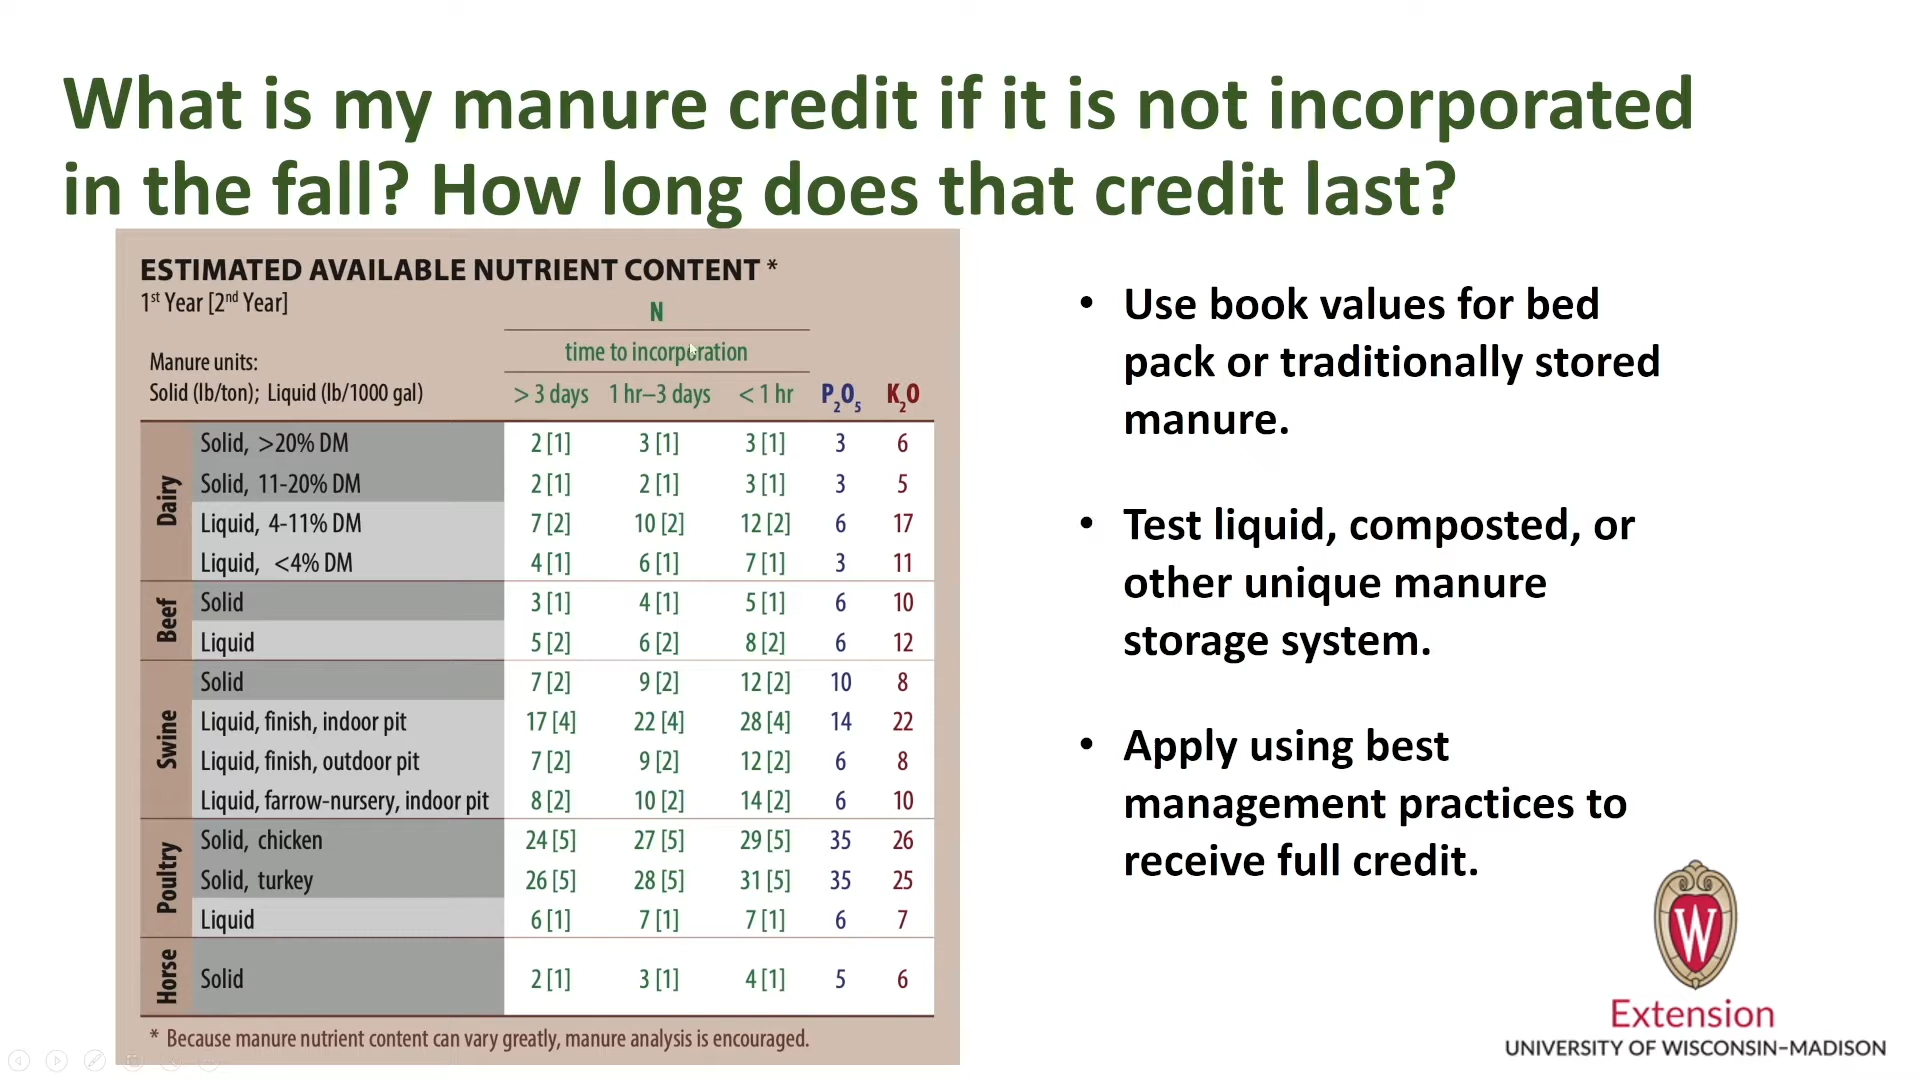 What is my manure credit if it is not incorporated
in the fall? How long does that credit last?
ESTIMATED AVAILABLE NUTRIENT CONTENT *
1st Year [2nd Year]
N
time to incorporation
Manure units:
Solid (lb/ton); Liquid (lb/1000 gal)
> 3 days 1 hr–3 days < 1 hr P2O5 K2O
Dairy
Solid, >20% DM 2 [1] 3 [1] 3 [1] 3 6
Solid, 11-20% DM 2 [1] 2 [1] 3 [1] 3 5
Liquid, 4-11% DM 7 [2] 10 [2] 12 [2] 6 17
Liquid, <4% DM 4 [1] 6 [1] 7 [1] 3 11
Beef
Solid 3 [1] 4 [1] 5 [1] 6 10
Liquid 5 [2] 6 [2] 8 [2] 6 12
Swine
Solid 7 [2] 9 [2] 12 [2] 10 8
Liquid, finish, indoor pit 17 [4] 22 [4] 28 [4] 14 22
Liquid, finish, outdoor pit 7 [2] 9 [2] 12 [2] 6 8
Liquid, farrow-nursery, indoor pit 8 [2] 10 [2] 14 [2] 6 10
Poultry
Solid, chicken 24 [5] 27 [5] 29 [5] 35 26
Solid, turkey 26 [5] 28 [5] 31 [5] 35 25
Liquid 6 [1] 7 [1] 7 [1] 6 7
Horse
Solid 2 [1] 3 [1] 4 [1] 5 6
* Because manure nutrient content can vary greatly, manure analysis is encouraged.
• Use book values for bed
pack or traditionally stored
manure.
• Test liquid, composted, or
other unique manure
storage system.
• Apply using best
management practices to
receive full credit.
W
Extension
UNIVERSITY OF WISCONSIN–MADISON